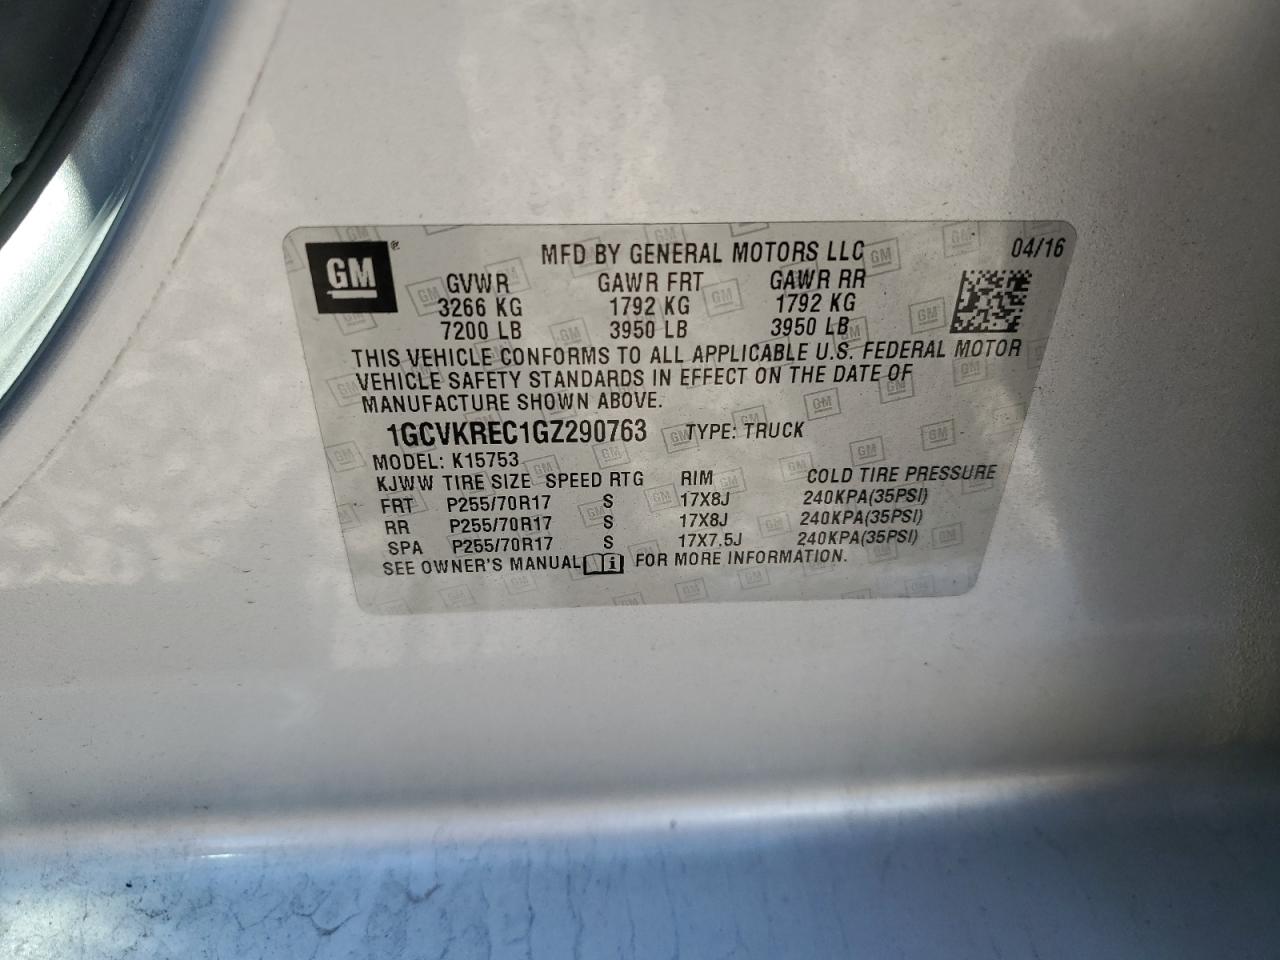 GM® MFD BY GENERAL MOTORS LLC 04/16
GVWR GAWR FRT GAWR RR
3266 KG 1792 KG 1792 KG
7200 LB 3950 LB 3950 LB
THIS VEHICLE CONFORMS TO ALL APPLICABLE U.S. FEDERAL MOTOR
VEHICLE SAFETY STANDARDS IN EFFECT ON THE DATE OF
MANUFACTURE SHOWN ABOVE.
1GCVKREC1GZ290763 TYPE: TRUCK
MODEL: K15753
KJWW TIRE SIZE SPEED RTG RIM COLD TIRE PRESSURE
FRT P255/70R17 S 17X8J 240KPA(35PSI)
RR P255/70R17 S 17X8J 240KPA(35PSI)
SPA P255/70R17 S 17X7.5J 240KPA(35PSI)
SEE OWNER'S MANUAL i FOR MORE INFORMATION.